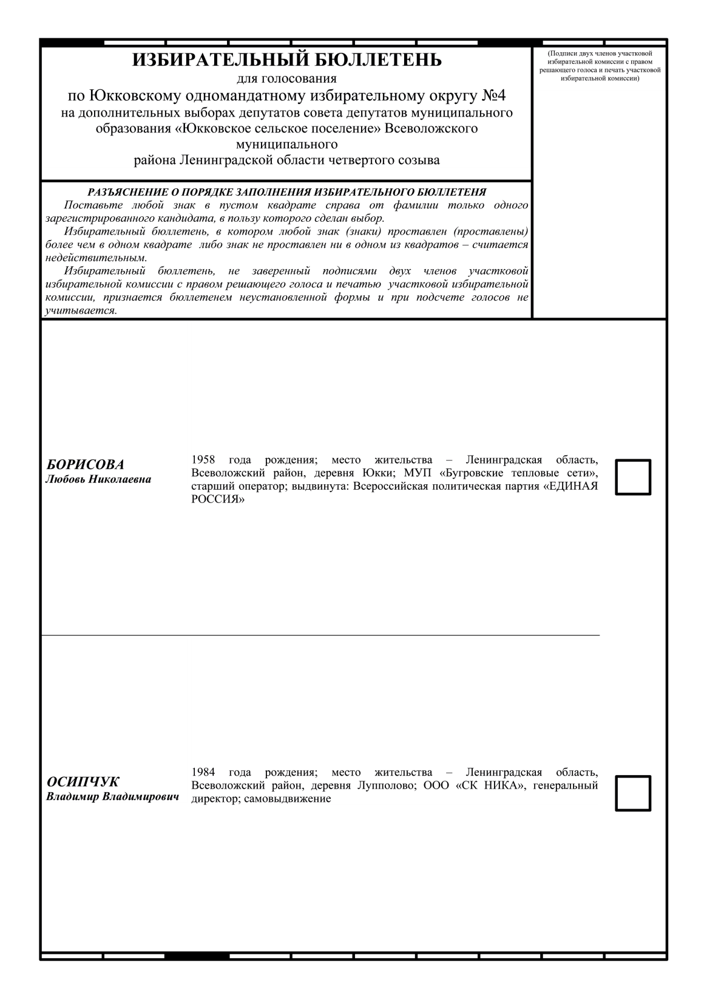 ИЗБИРАТЕЛЬНЫЙ БЮЛЛЕТЕНЬ
для голосования
по Юкковскому одномандатному избирательному округу №4
на дополнительных выборах депутатов совета депутатов муниципального
образования «Юкковское сельское поселение» Всеволожского
муниципального
района Ленинградской области четвертого созыва
(Подписи двух членов участковой
избирательной комиссии с правом
решающего голоса и печать участковой
избирательной комиссии)
РАЗЪЯСНЕНИЕ О ПОРЯДКЕ ЗАПОЛНЕНИЯ ИЗБИРАТЕЛЬНОГО БЮЛЛЕТЕНЯ
Поставьте любой знак в пустом квадрате справа от фамилии только одного
зарегистрированного кандидата, в пользу которого сделан выбор.
Избирательный бюллетень, в котором любой знак (знаки) проставлен (проставлены)
более чем в одном квадрате либо знак не проставлен ни в одном из квадратов – считается
недействительным.
Избирательный бюллетень, не заверенный подписями двух членов участковой
избирательной комиссии с правом решающего голоса и печатью участковой избирательной
комиссии, признается бюллетенем неустановленной формы и при подсчете голосов не
учитывается.
БОРИСОВА
Любовь Николаевна
1958 года рождения; место жительства – Ленинградская область,
Всеволожский район, деревня Юкки; МУП «Бугровские тепловые сети»,
старший оператор; выдвинута: Всероссийская политическая партия «ЕДИНАЯ
РОССИЯ»
ОСИПЧУК
Владимир Владимирович
1984 года рождения; место жительства – Ленинградская область,
Всеволожский район, деревня Лупполово; ООО «СК НИКА», генеральный
директор; самовыдвижение